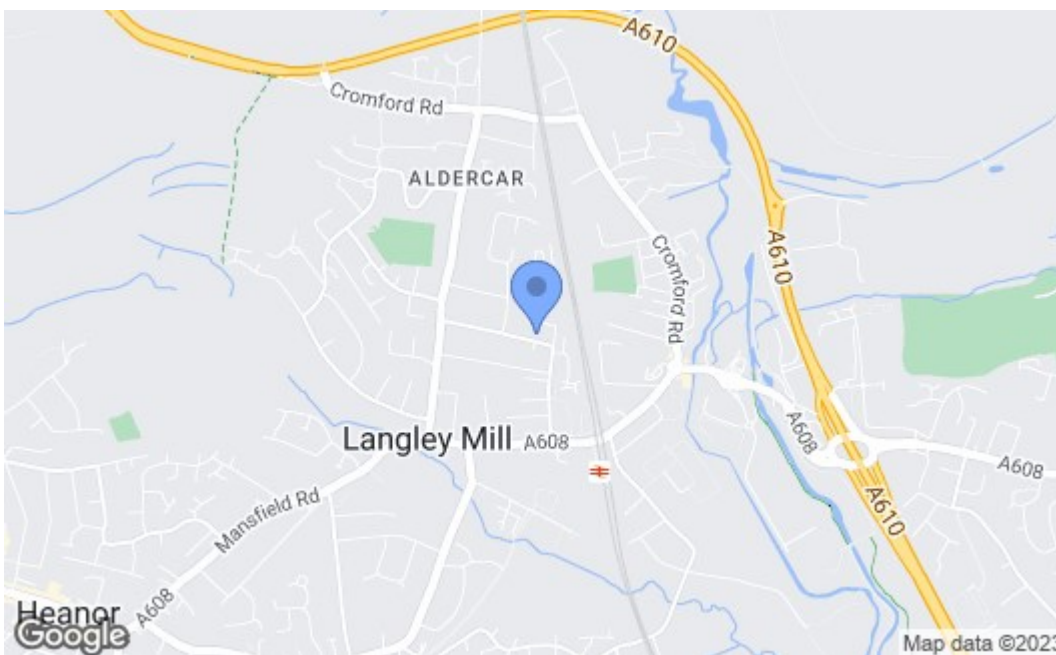 A610
Cromford Rd
ALDERCAR
A610
Cromford Rd
Langley Mill
A608
A608
A608
Mansfield Rd
A610
Heanor
A608
Google
Map data ©2023